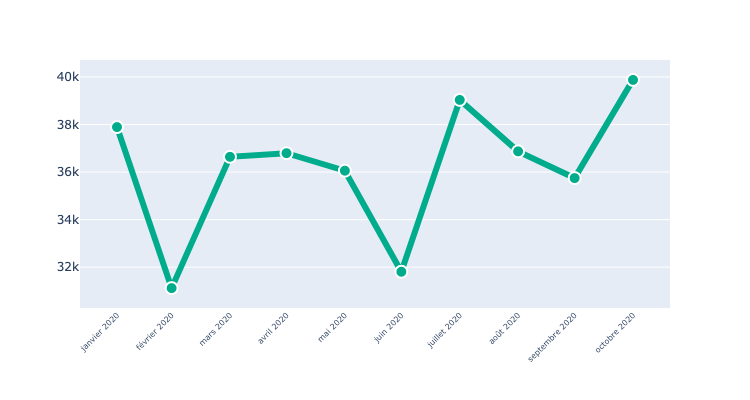 40k
38k
36k
34k
32k
janvier 2020
février 2020
mars 2020
avril 2020
mai 2020
juin 2020
juillet 2020
août 2020
septembre 2020
octobre 2020